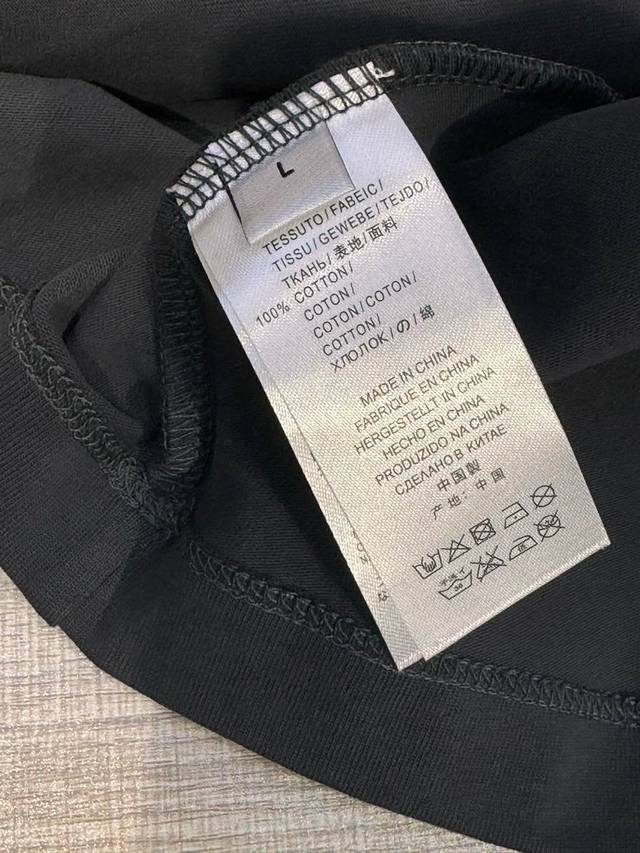 L
TESSUTO/FABEIC/
TISSU/GEWEBE/TEJDO/
ТКАНЬ/表地/面料
100% COTTON/
COTON/
COTON/COTON/
COTTON/
ХЛОЛОК/の/綿
MADE IN CHINA
FABRIQUE EN CHINA
HERGESTELLT IN CHINA
HECHO EN CHINA
PRODUZIDO NA CHINA
СДЕЛАНО В КИТАЕ
中国製
产地:中国
30